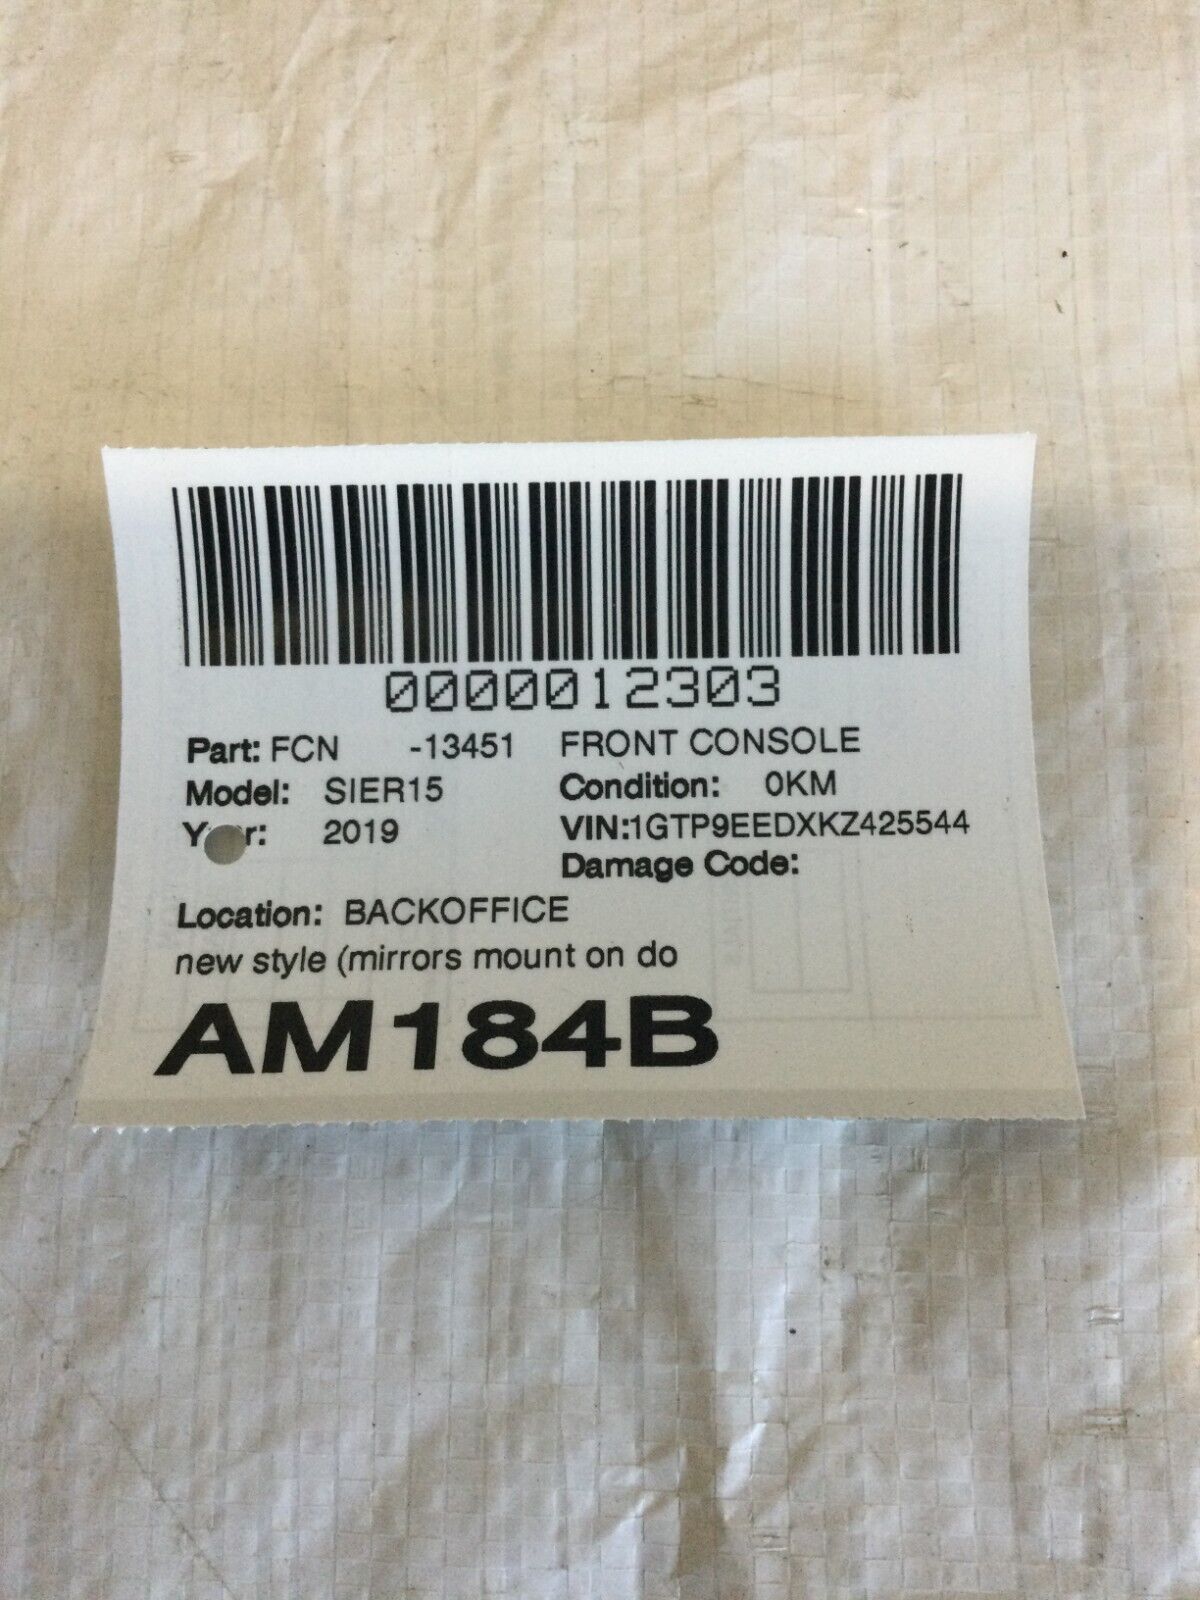 0000012303
Part: FCN -13451 FRONT CONSOLE
Model: SIER15 Condition: 0KM
2019 VIN:1GTP9EEDXKZ425544
Damage Code:
Location: BACKOFFICE
new style (mirrors mount on do
AM184B